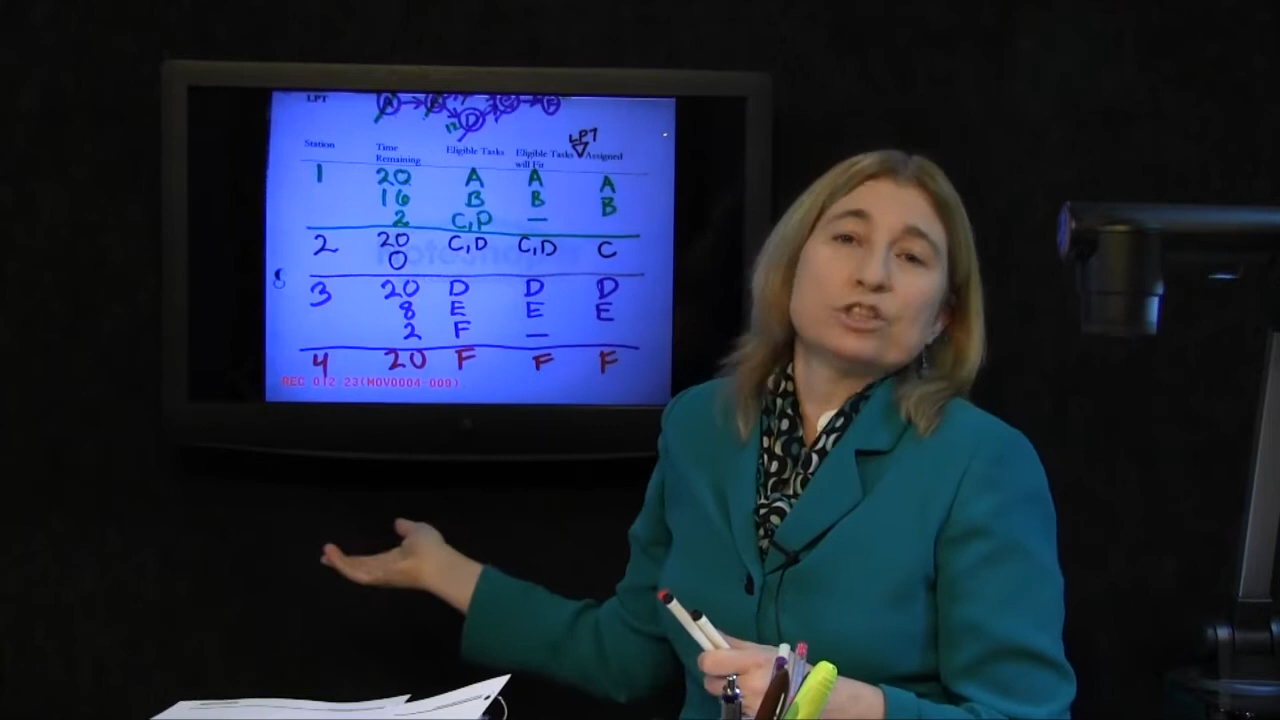 LPT A B C F
12 D
LPT
Station Time Remaining Eligible Tasks Eligible Tasks will Fit Assigned
1 20 A A A
16 B B B
2 C,D —
2 20 C,D C,D C
0
3 20 D D D
8 E E E
2 F —
4 20 F F F
REC 0:2 23(MOV0004-009)